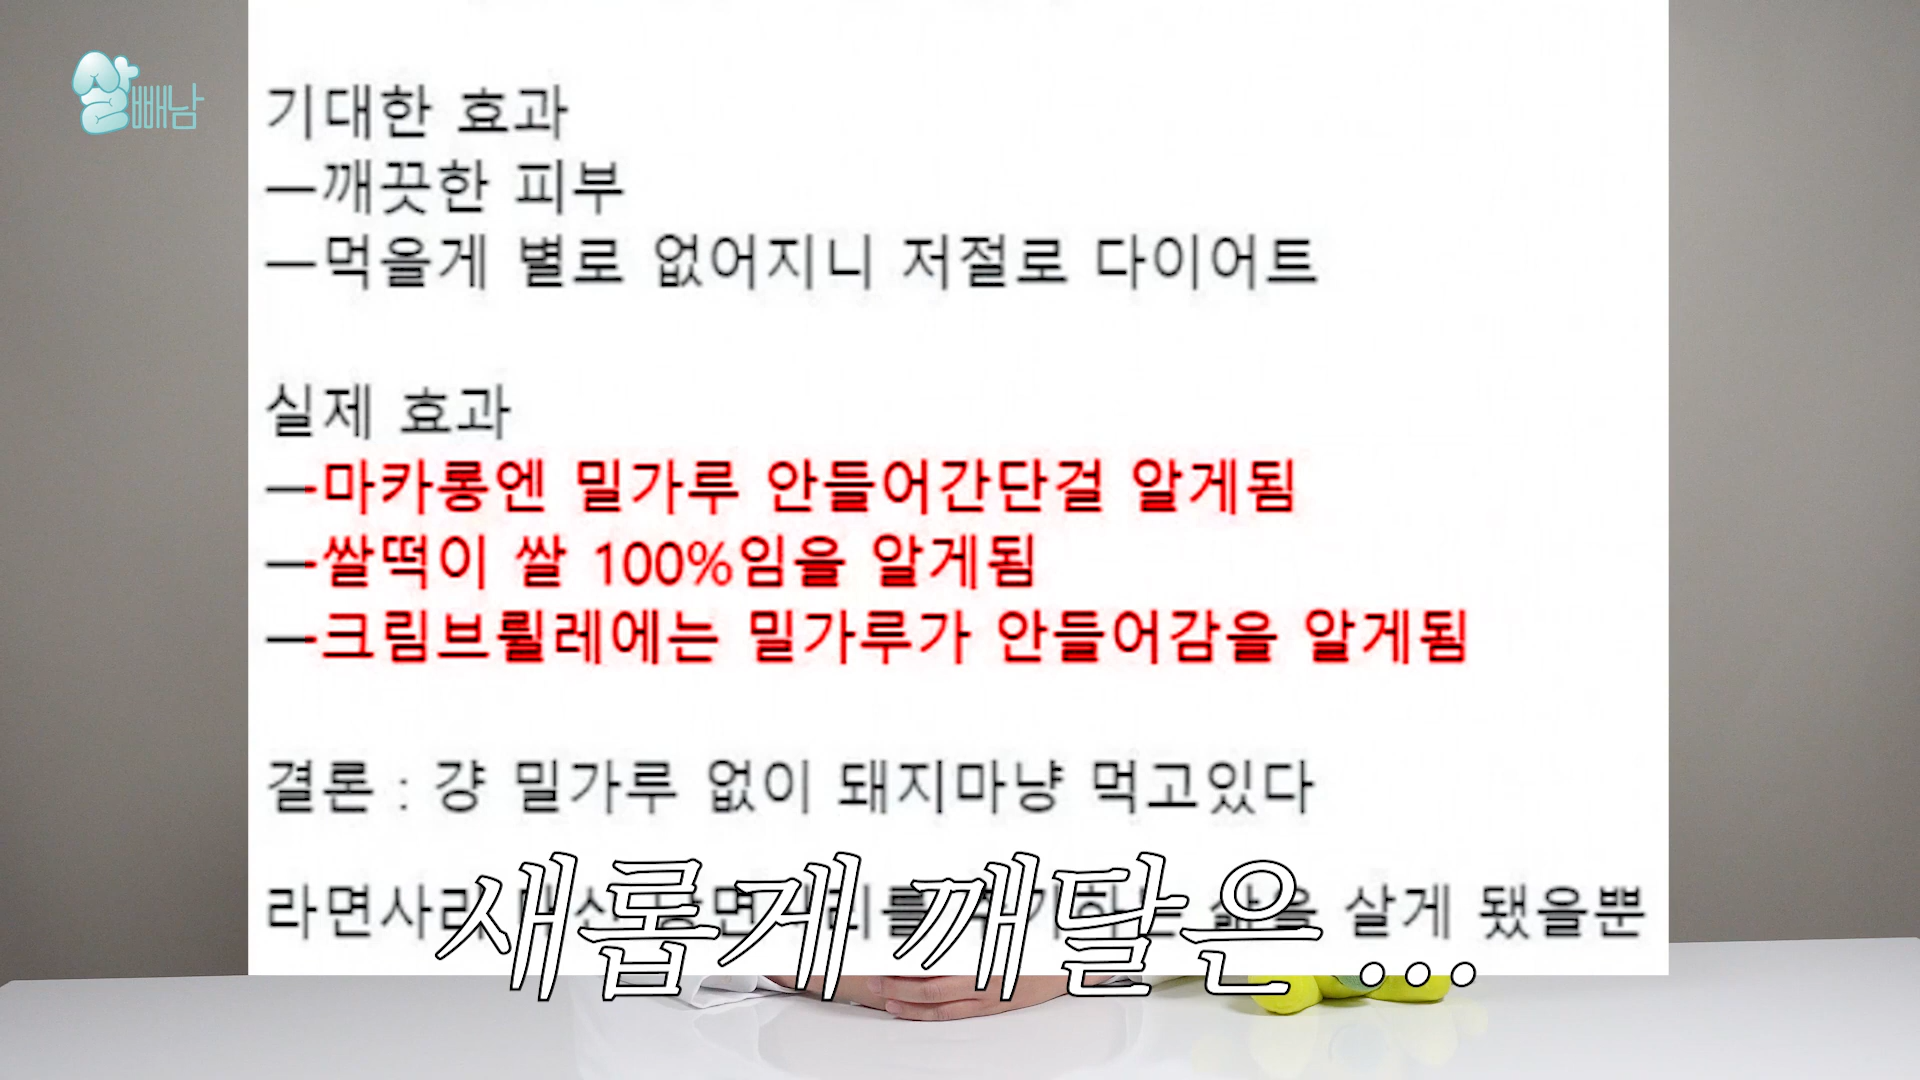 살빼남
기대한 효과
—깨끗한 피부
—먹을게 별로 없어지니 저절로 다이어트
실제 효과
—마카롱엔 밀가루 안들어간단걸 알게됨
—쌀떡이 쌀 100%임을 알게됨
—크림브륄레에는 밀가루가 안들어감을 알게됨
결론 : 걍 밀가루 없이 돼지마냥 먹고있다
라면사리 삶을 살게 됐을뿐
새롭게 깨달은...